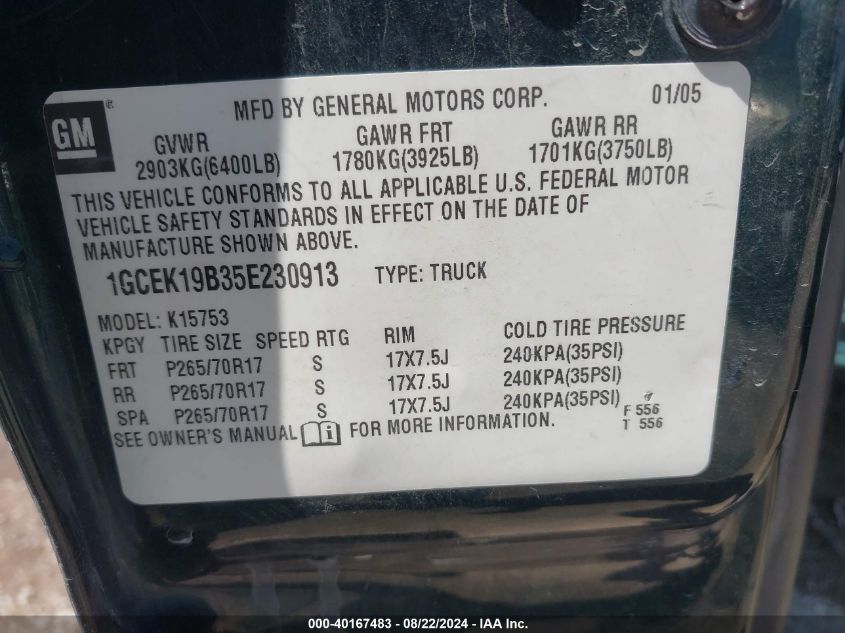 GM
®
MFD BY GENERAL MOTORS CORP. 01/05
GVWR GAWR FRT GAWR RR
2903KG(6400LB) 1780KG(3925LB) 1701KG(3750LB)
THIS VEHICLE CONFORMS TO ALL APPLICABLE U.S. FEDERAL MOTOR
VEHICLE SAFETY STANDARDS IN EFFECT ON THE DATE OF
MANUFACTURE SHOWN ABOVE.
1GCEK19B35E230913 TYPE: TRUCK
MODEL: K15753
KPGY TIRE SIZE SPEED RTG RIM COLD TIRE PRESSURE
FRT P265/70R17 S 17X7.5J 240KPA(35PSI)
RR P265/70R17 S 17X7.5J 240KPA(35PSI)
SPA P265/70R17 S 17X7.5J 240KPA(35PSI)
SEE OWNER'S MANUAL i FOR MORE INFORMATION.
F 556
T 556
000-40167483 - 08/22/2024 - IAA Inc.